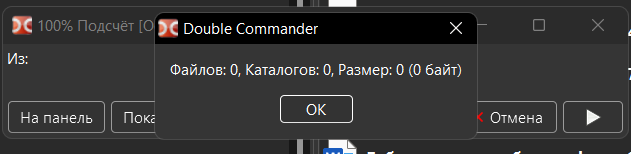 100% Подсчёт [О
Double Commander
Из:
Файлов: 0, Каталогов: 0, Размер: 0 (0 байт)
На панель
Пока
OK
Отмена